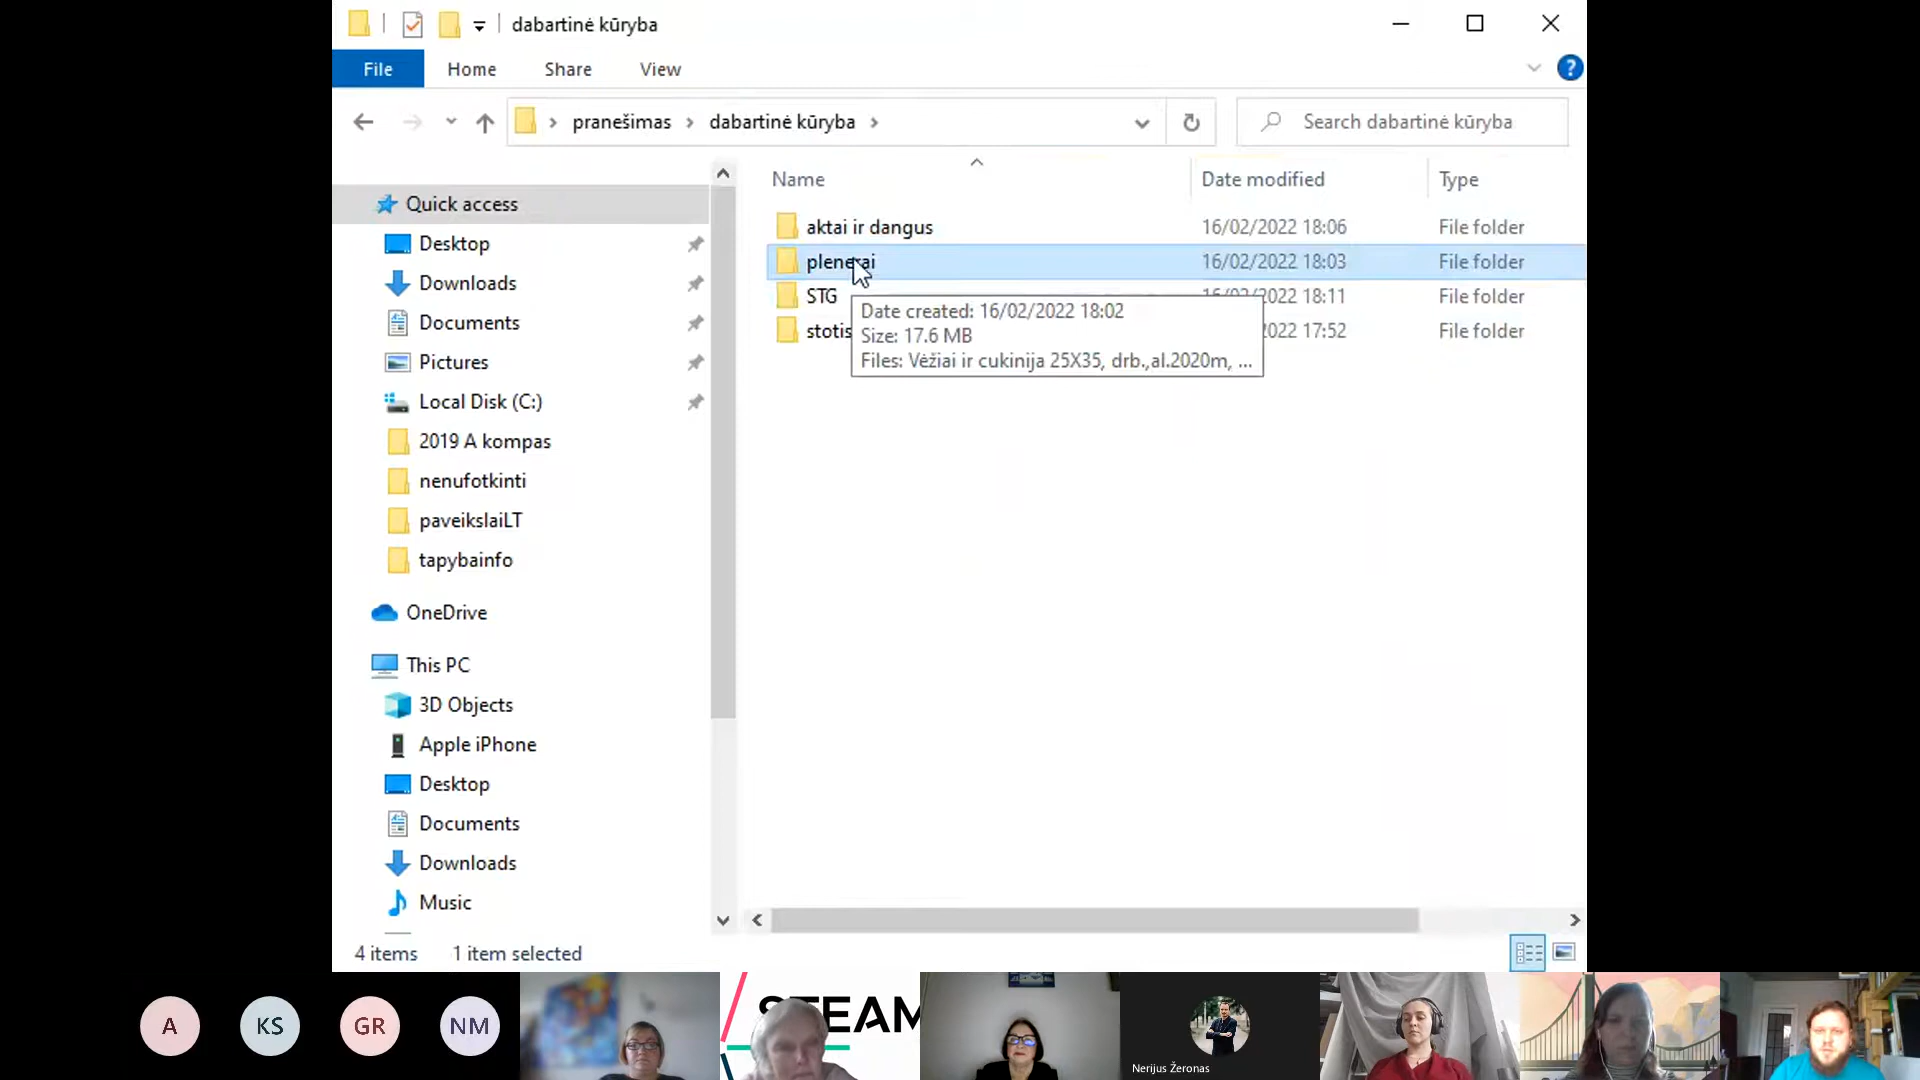 dabartinė kūryba
File Home Share View
pranešimas dabartinė kūryba
Search dabartinė kūryba
Name Date modified Type
Quick access
Desktop
Downloads
Documents
Pictures
Local Disk (C:)
2019 A kompas
nenufotkinti
paveikslaiLT
tapybainfo
OneDrive
This PC
3D Objects
Apple iPhone
Desktop
Documents
Downloads
Music
aktai ir dangus 16/02/2022 18:06 File folder
plenerai 16/02/2022 18:03 File folder
STG 16/02/2022 18:11 File folder
stotis 2022 17:52 File folder
Date created: 16/02/2022 18:02
Size: 17.6 MB
Files: Vėžiai ir cukinija 25X35, drb.,al.2020m, ...
4 items 1 item selected
A KS GR NM
STEAM
Nerijus Žeronas